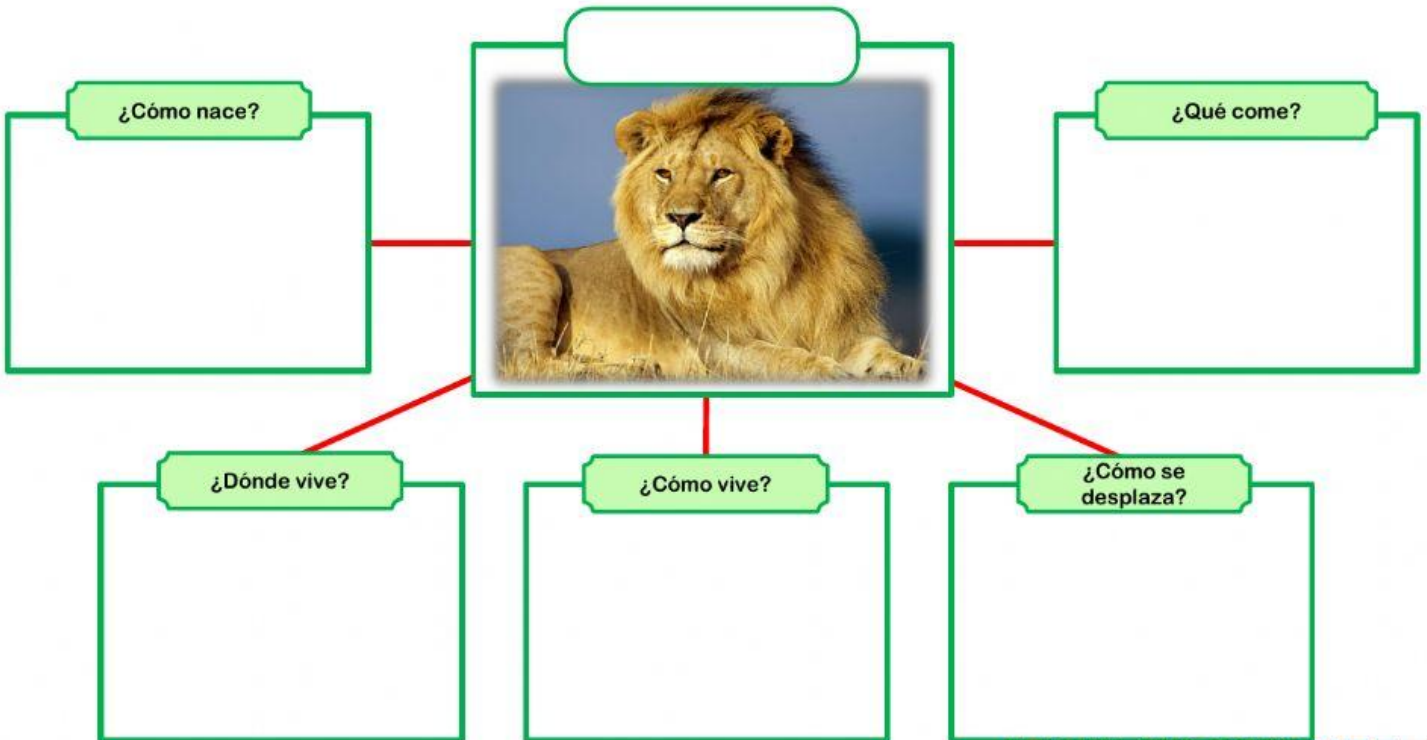 ¿Cómo nace?
¿Qué come?
¿Dónde vive?
¿Cómo vive?
¿Cómo se
desplaza?